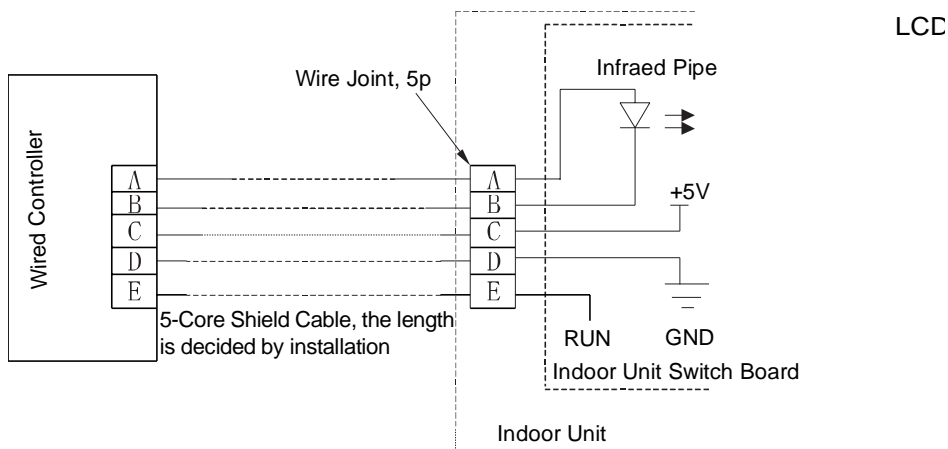 LCD
Infraed Pipe
Wire Joint, 5p
Wired Controller
A
B
C
D
E
A
B
C
D
E
+5V
5-Core Shield Cable, the length
is decided by installation
RUN
GND
Indoor Unit Switch Board
Indoor Unit